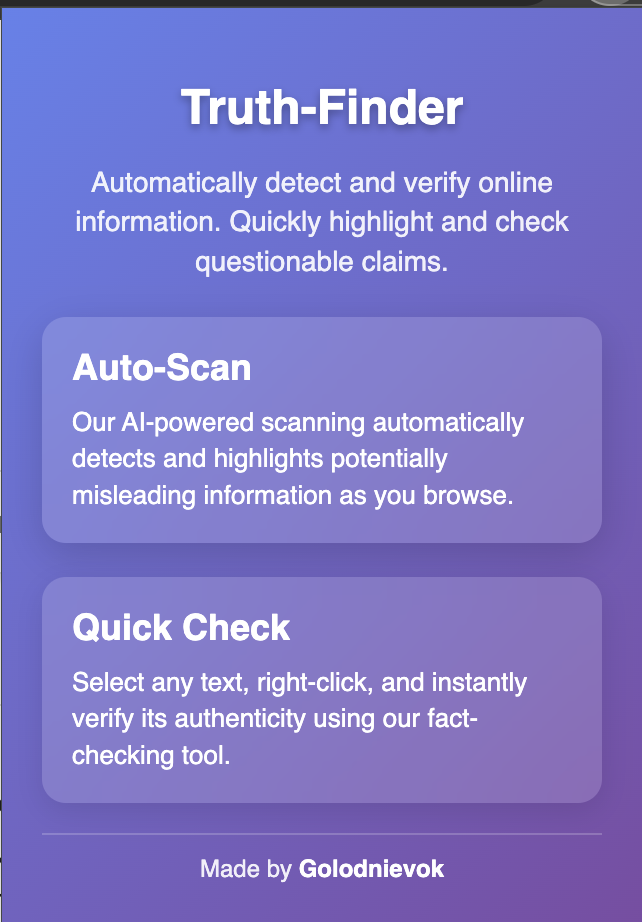 Truth-Finder
Automatically detect and verify online
information. Quickly highlight and check
questionable claims.
Auto-Scan
Our AI-powered scanning automatically
detects and highlights potentially
misleading information as you browse.
Quick Check
Select any text, right-click, and instantly
verify its authenticity using our fact-
checking tool.
Made by Golodnievok